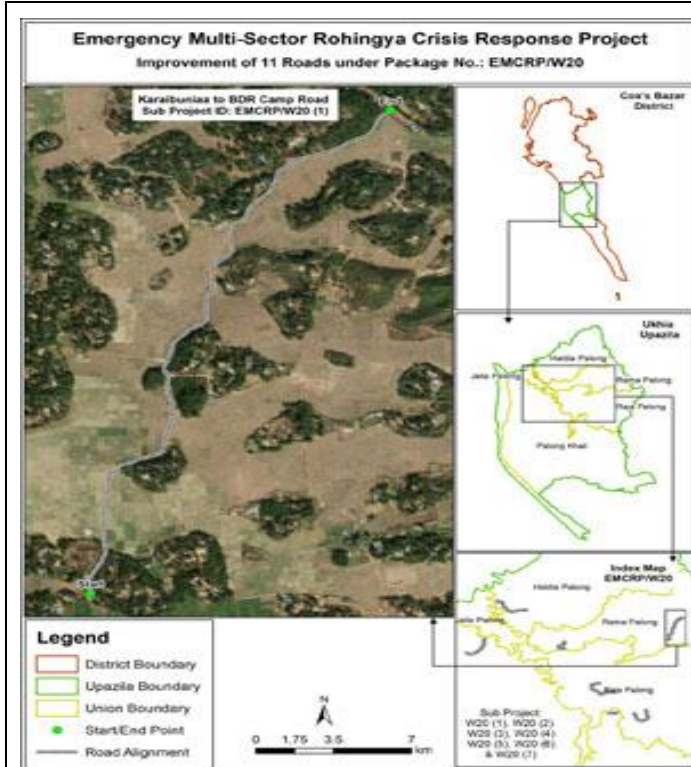 Emergency Multi-Sector Rohingya Crisis Response Project
Improvement of 11 Roads under Package No.: EMCRP/W20
Karaibuniaa to BDR Camp Road
Sub Project ID: EMCRP/W20 (1)
End
Start
Cox's Bazar
District
Ukhia
Upazila
Haldia Palong
Jalia Palong
Ratna Palong
Raja Palong
Palong Khali
Index Map
EMCRP/W20
Haldia Palong
Jalia Palong
Ratna Palong
Raja Palong
Sub Project:
W20 (1), W20 (2)
W20 (3), W20 (4)
W20 (5), W20 (6)
& W20 (7)
Legend
District Boundary
Upazila Boundary
Union Boundary
Start/End Point
Road Alignment
N
0 1.75 3.5 7
km